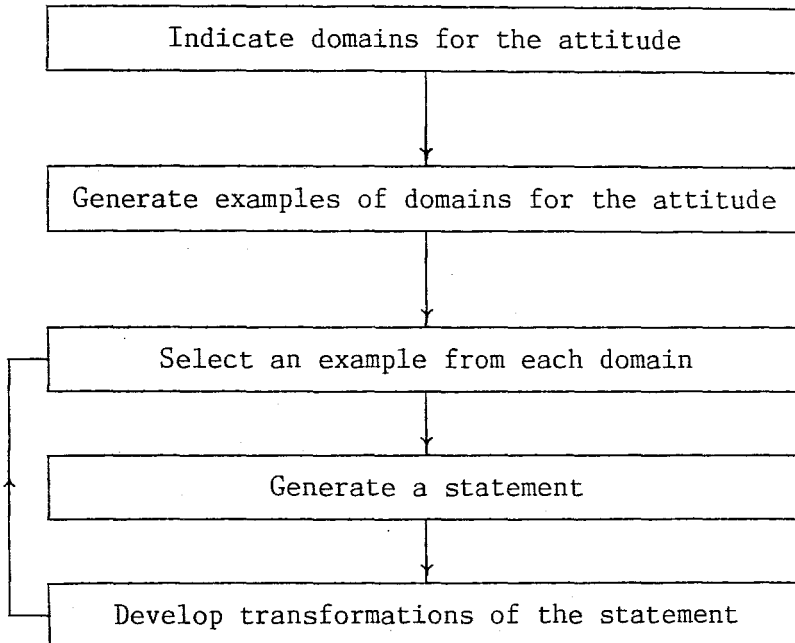 Indicate domains for the attitude
Generate examples of domains for the attitude
Select an example from each domain
Generate a statement
Develop transformations of the statement